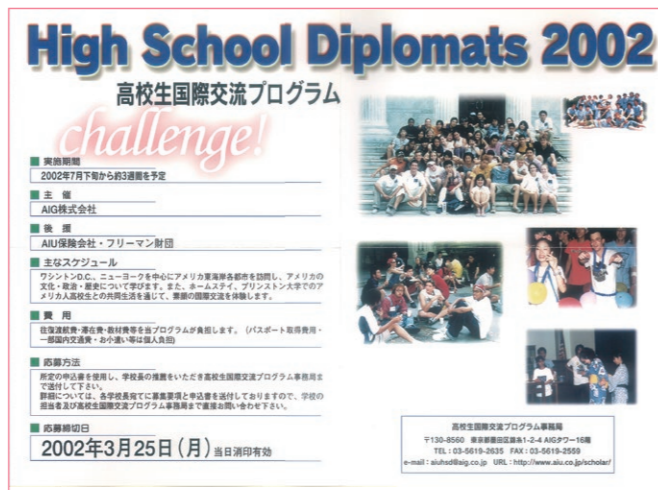 High School Diplomats 2002
高校生国際交流プログラム
challenge!
■ 実施期間
2002年7月下旬から約3週間を予定
■ 主 催
AIG株式会社
■ 後 援
AIU保険会社・フリーマン財団
■ 主なスケジュール
ワシントンD.C.、ニューヨークを中心にアメリカ東海岸各都市を訪問し、アメリカの
文化・政治・歴史について学びます。また、ホームステイ、プリンストン大学でのア
メリカ人高校生との共同生活を通じて、素顔の国際交流を体験します。
■ 費 用
往復渡航費・滞在費・教材費等を当プログラムが負担します。（パスポート取得費用・
一部国内交通費・お小遣い等は個人負担)
■ 応募方法
所定の申込書を使用し、学校長の推薦をいただき高校生国際交流プログラム事務局ま
で送付して下さい。
詳細については、各学校長宛てに募集要項と申込書を送付しておりますので、学校の
担当者及び高校生国際交流プログラム事務局まで直接お問い合わせ下さい。
■ 応募締切日
2002年3月25日（月）当日消印有効
高校生国際交流プログラム事務局
〒130-8560 東京都墨田区錦糸1-2-4 AIGタワー16階
TEL：03-5619-2635 FAX：03-5619-2559
e-mail：aiuhsd@aig.co.jp URL：http://www.aiu.co.jp/scholar/